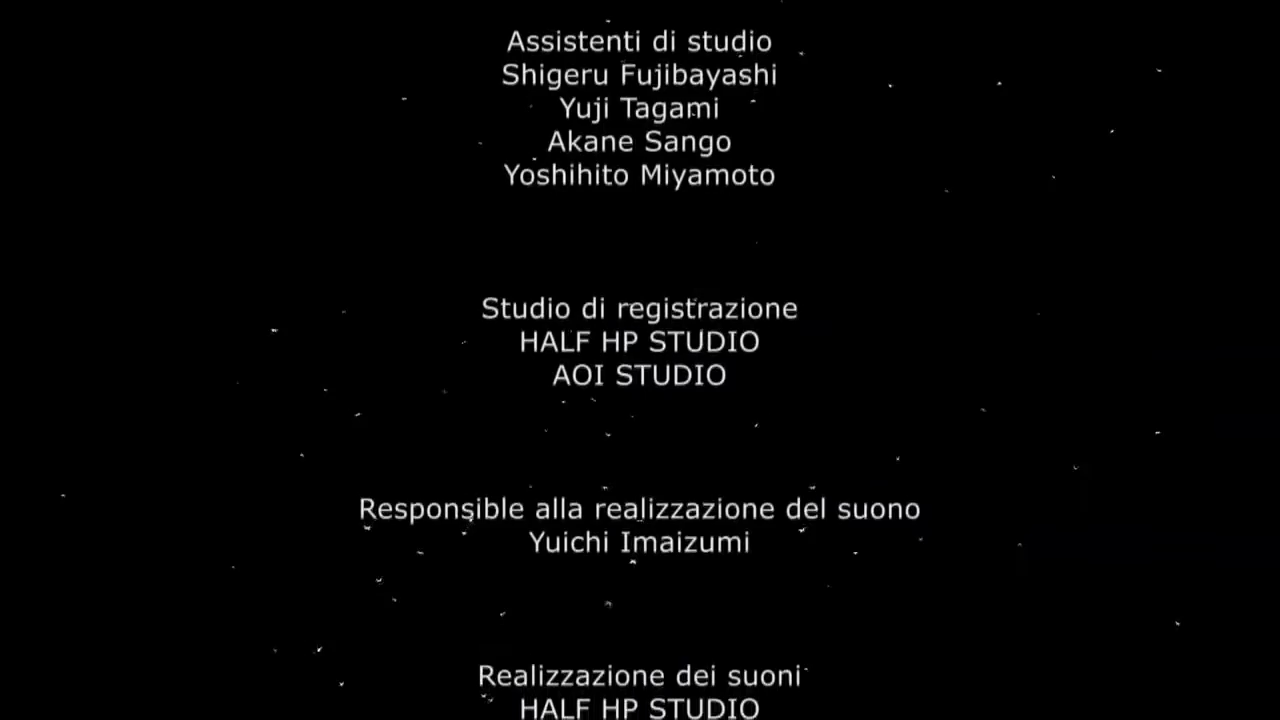 Assistenti di studio
Shigeru Fujibayashi
Yuji Tagami
Akane Sango
Yoshihito Miyamoto
Studio di registrazione
HALF HP STUDIO
AOI STUDIO
Responsible alla realizzazione del suono
Yuichi Imaizumi
Realizzazione dei suoni
HALF HP STUDIO